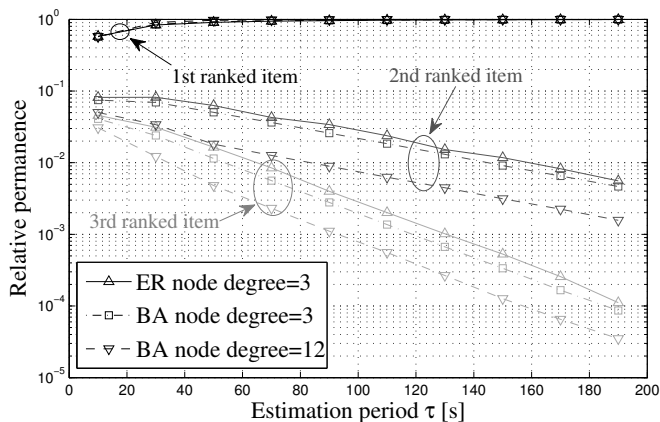 10^0
10^-1
10^-2
10^-3
10^-4
10^-5
Relative permanence
1st ranked item
2nd ranked item
3rd ranked item
ER node degree=3
BA node degree=3
BA node degree=12
0 20 40 60 80 100 120 140 160 180 200
Estimation period τ [s]